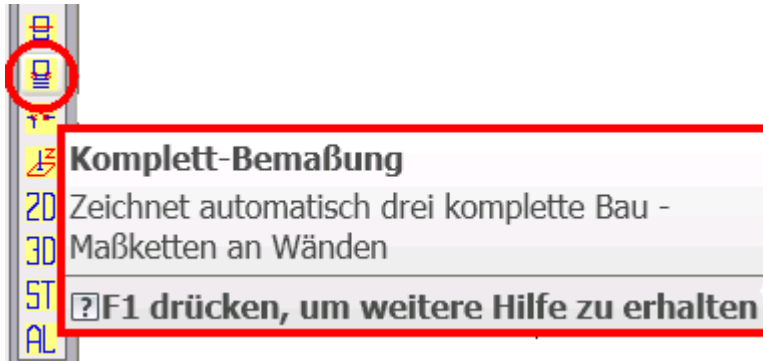 Komplett-Bemaßung
Zeichnet automatisch drei komplette Bau -
Maßketten an Wänden
?F1 drücken, um weitere Hilfe zu erhalten
Z
2D
3D
ST
AL